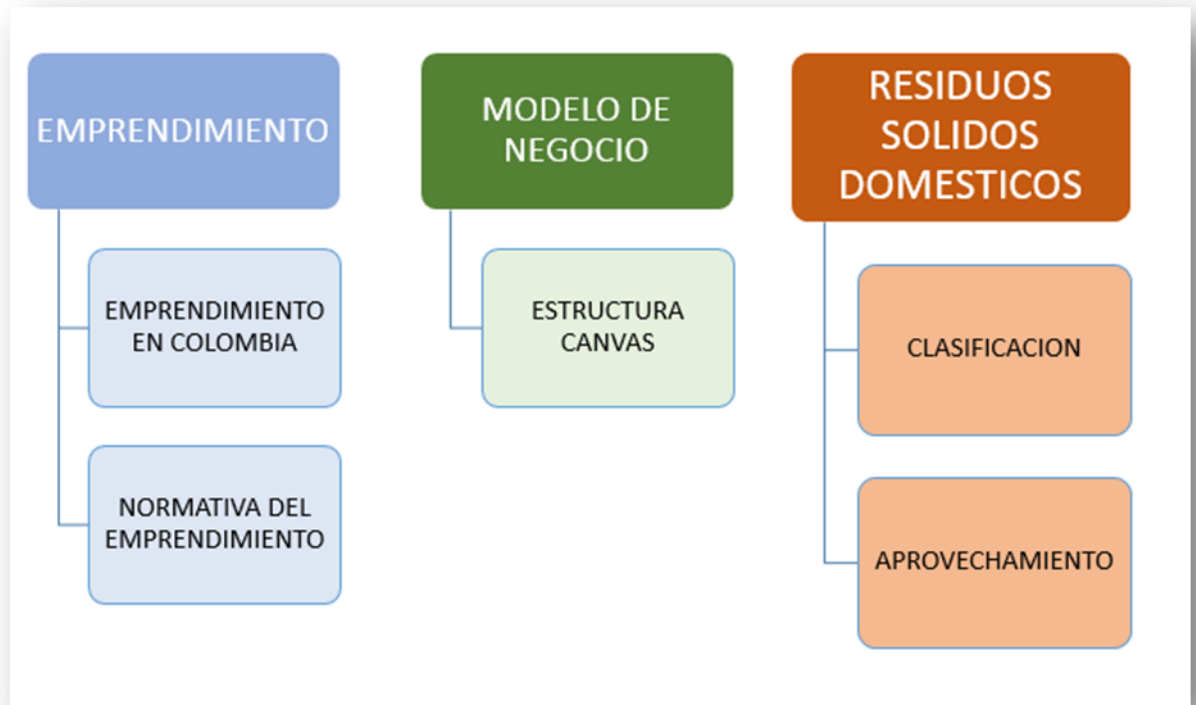 EMPRENDIMIENTO
EMPRENDIMIENTO
EN COLOMBIA
NORMATIVA DEL
EMPRENDIMIENTO
MODELO DE
NEGOCIO
ESTRUCTURA
CANVAS
RESIDUOS
SOLIDOS
DOMESTICOS
CLASIFICACION
APROVECHAMIENTO